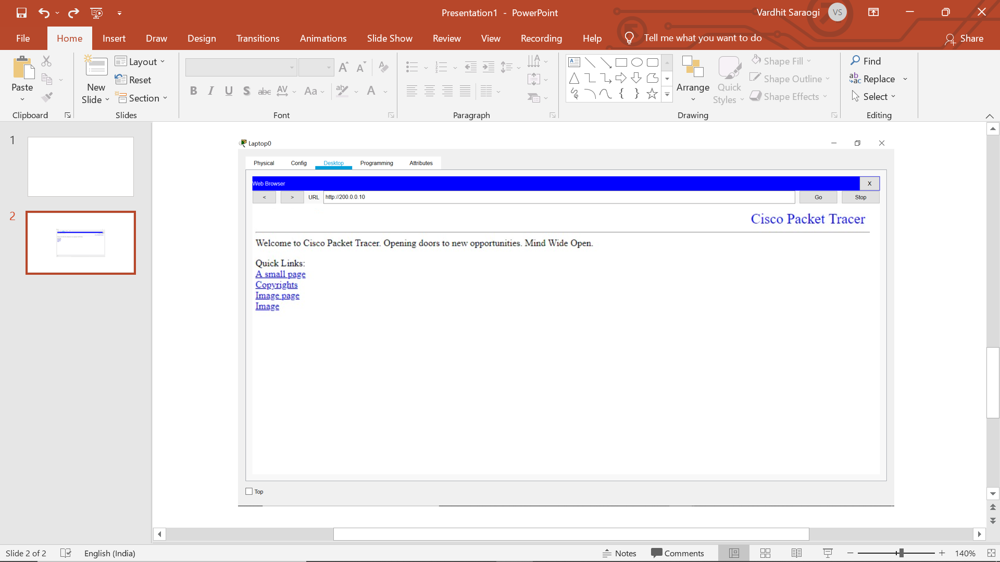 Presentation1 - PowerPoint
Vardhit Saraogi VS
File Home Insert Draw Design Transitions Animations Slide Show Review View Recording Help Tell me what you want to do Share
Paste
Clipboard
New Slide
Layout
Reset
Section
Slides
B I U S abc AV Aa ab A
Font
Paragraph
Arrange
Quick Styles
Shape Fill
Shape Outline
Shape Effects
Drawing
Find
Replace
Select
Editing
1
2
Laptop0
Physical Config Desktop Programming Attributes
Web Browser X
< > URL http://200.0.0.10 Go Stop
Cisco Packet Tracer
Welcome to Cisco Packet Tracer. Opening doors to new opportunities. Mind Wide Open.
Quick Links:
A small page
Copyrights
Image page
Image
Top
Slide 2 of 2 English (India) Notes Comments 140%